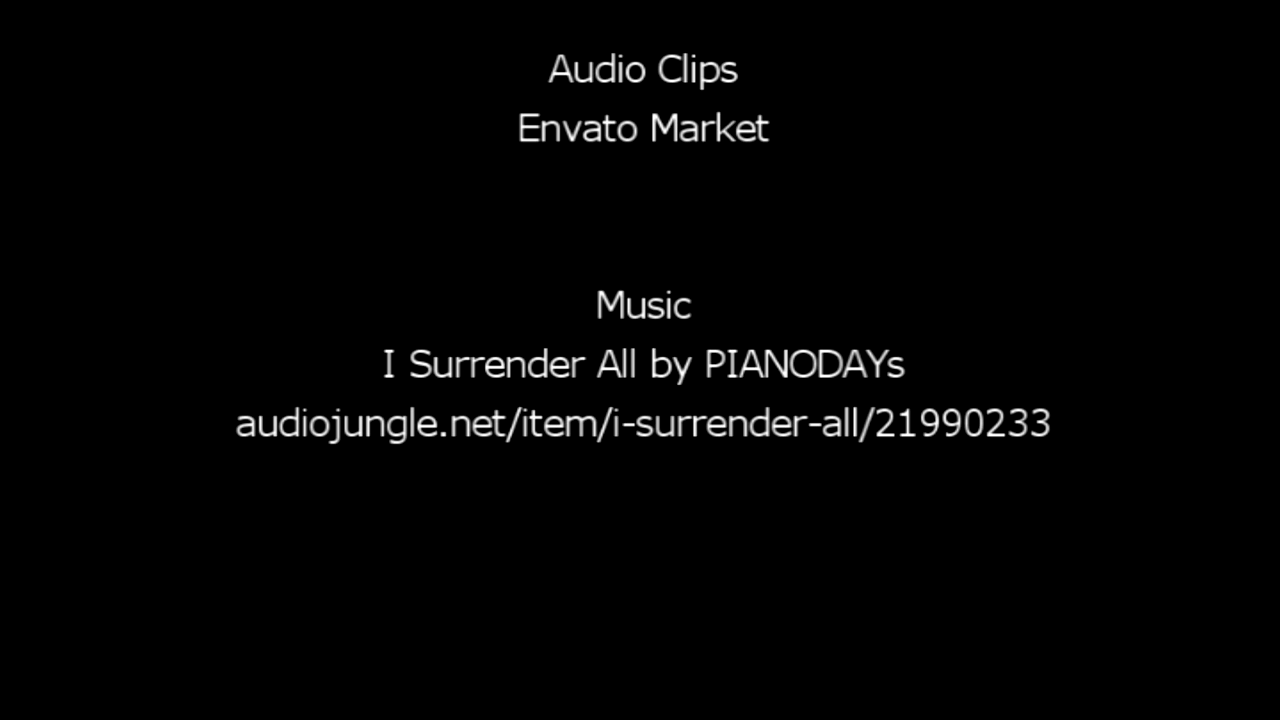 Audio Clips
Envato Market
Music
I Surrender All by PIANODAYs
audiojungle.net/item/i-surrender-all/21990233